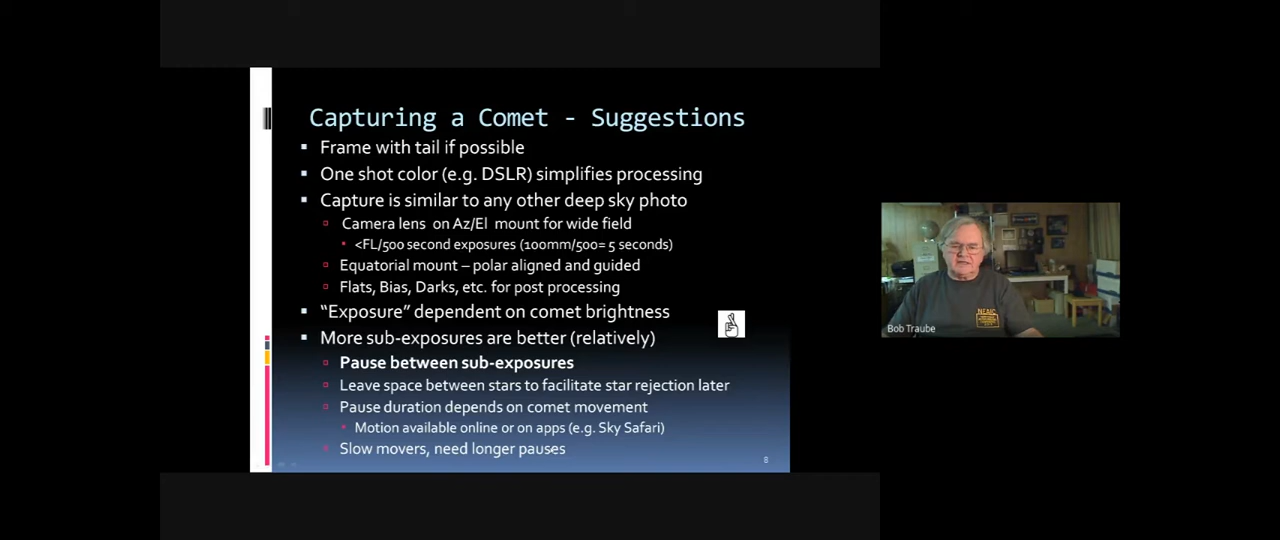 Capturing a Comet - Suggestions
Frame with tail if possible
One shot color (e.g. DSLR) simplifies processing
Capture is similar to any other deep sky photo
Camera lens on Az/El mount for wide field
<FL/500 second exposures (100mm/500= 5 seconds)
Equatorial mount – polar aligned and guided
Flats, Bias, Darks, etc. for post processing
“Exposure” dependent on comet brightness
More sub-exposures are better (relatively)
Pause between sub-exposures
Leave space between stars to facilitate star rejection later
Pause duration depends on comet movement
Motion available online or on apps (e.g. Sky Safari)
Slow movers, need longer pauses
8
NEAIC
Bob Traube